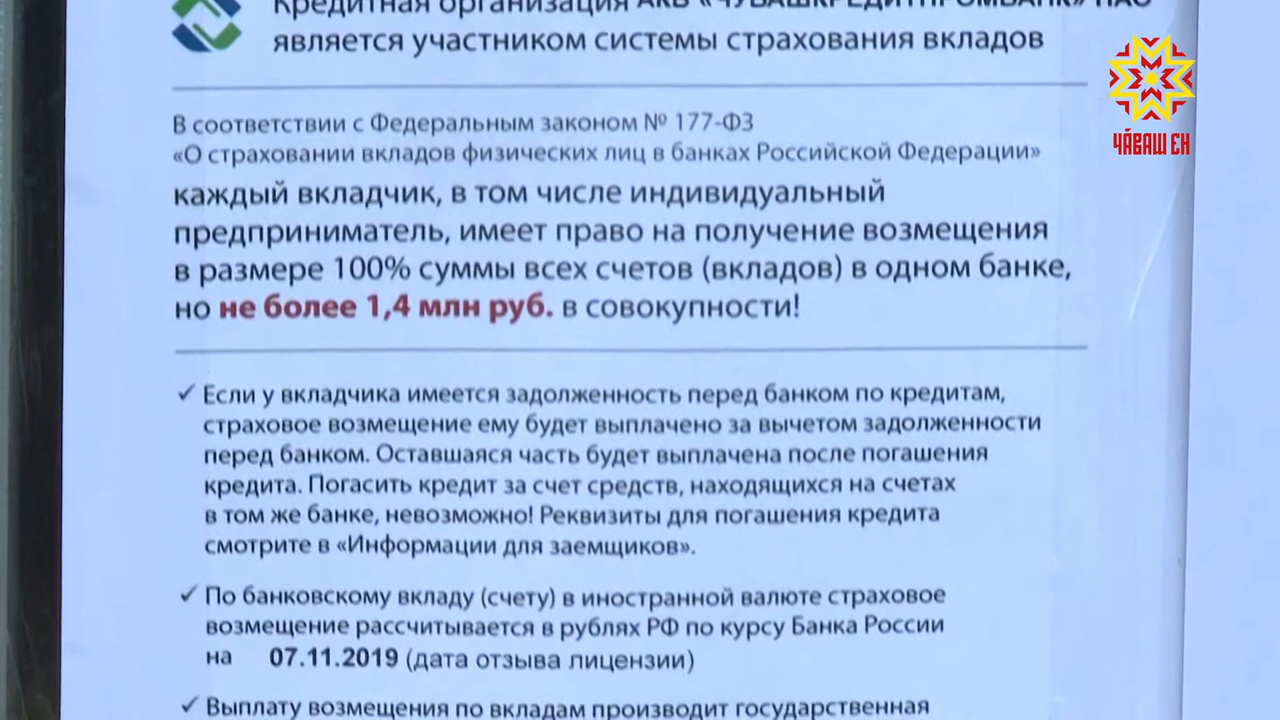 Кредитная организация АКБ «ЧУВАШКРЕДИТПРОМБАНК» ПАО
является участником системы страхования вкладов
ЧӐВАШ ЕН
В соответствии с Федеральным законом № 177-ФЗ
«О страховании вкладов физических лиц в банках Российской Федерации»
каждый вкладчик, в том числе индивидуальный
предприниматель, имеет право на получение возмещения
в размере 100% суммы всех счетов (вкладов) в одном банке,
но не более 1,4 млн руб. в совокупности!
✓ Если у вкладчика имеется задолженность перед банком по кредитам,
страховое возмещение ему будет выплачено за вычетом задолженности
перед банком. Оставшаяся часть будет выплачена после погашения
кредита. Погасить кредит за счет средств, находящихся на счетах
в том же банке, невозможно! Реквизиты для погашения кредита
смотрите в «Информации для заемщиков».
✓ По банковскому вкладу (счету) в иностранной валюте страховое
возмещение рассчитывается в рублях РФ по курсу Банка России
на 07.11.2019 (дата отзыва лицензии)
✓ Выплату возмещения по вкладам производит государственная